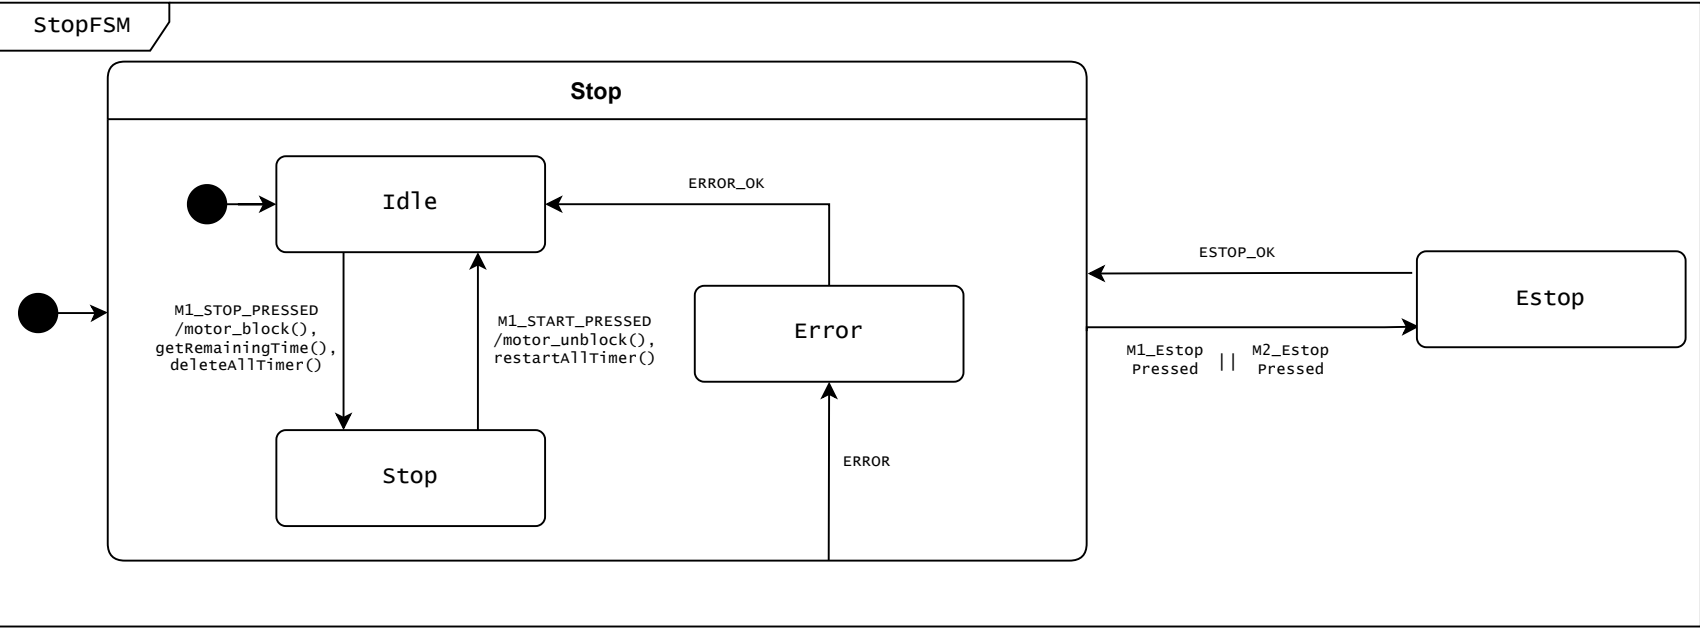 StopFSM
Stop
Idle
ERROR_OK
M1_STOP_PRESSED
/motor_block(),
getRemainingTime(),
deleteAllTimer()
M1_START_PRESSED
/motor_unblock(),
restartAllTimer()
Error
Stop
ERROR
ESTOP_OK
Estop
M1_Estop
Pressed
||
M2_Estop
Pressed